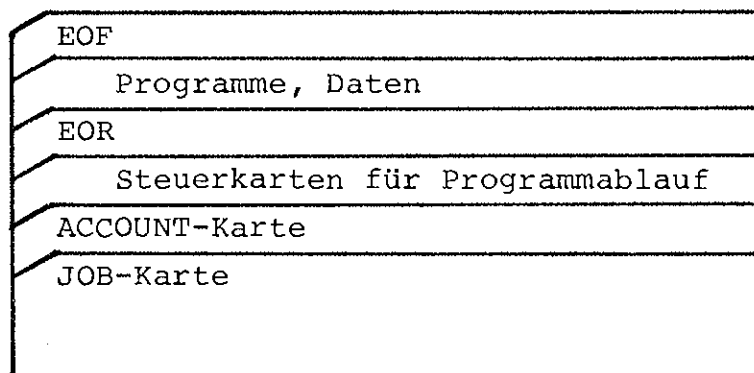 EOF
Programme, Daten
EOR
Steuerkarten für Programmablauf
ACCOUNT-Karte
JOB-Karte